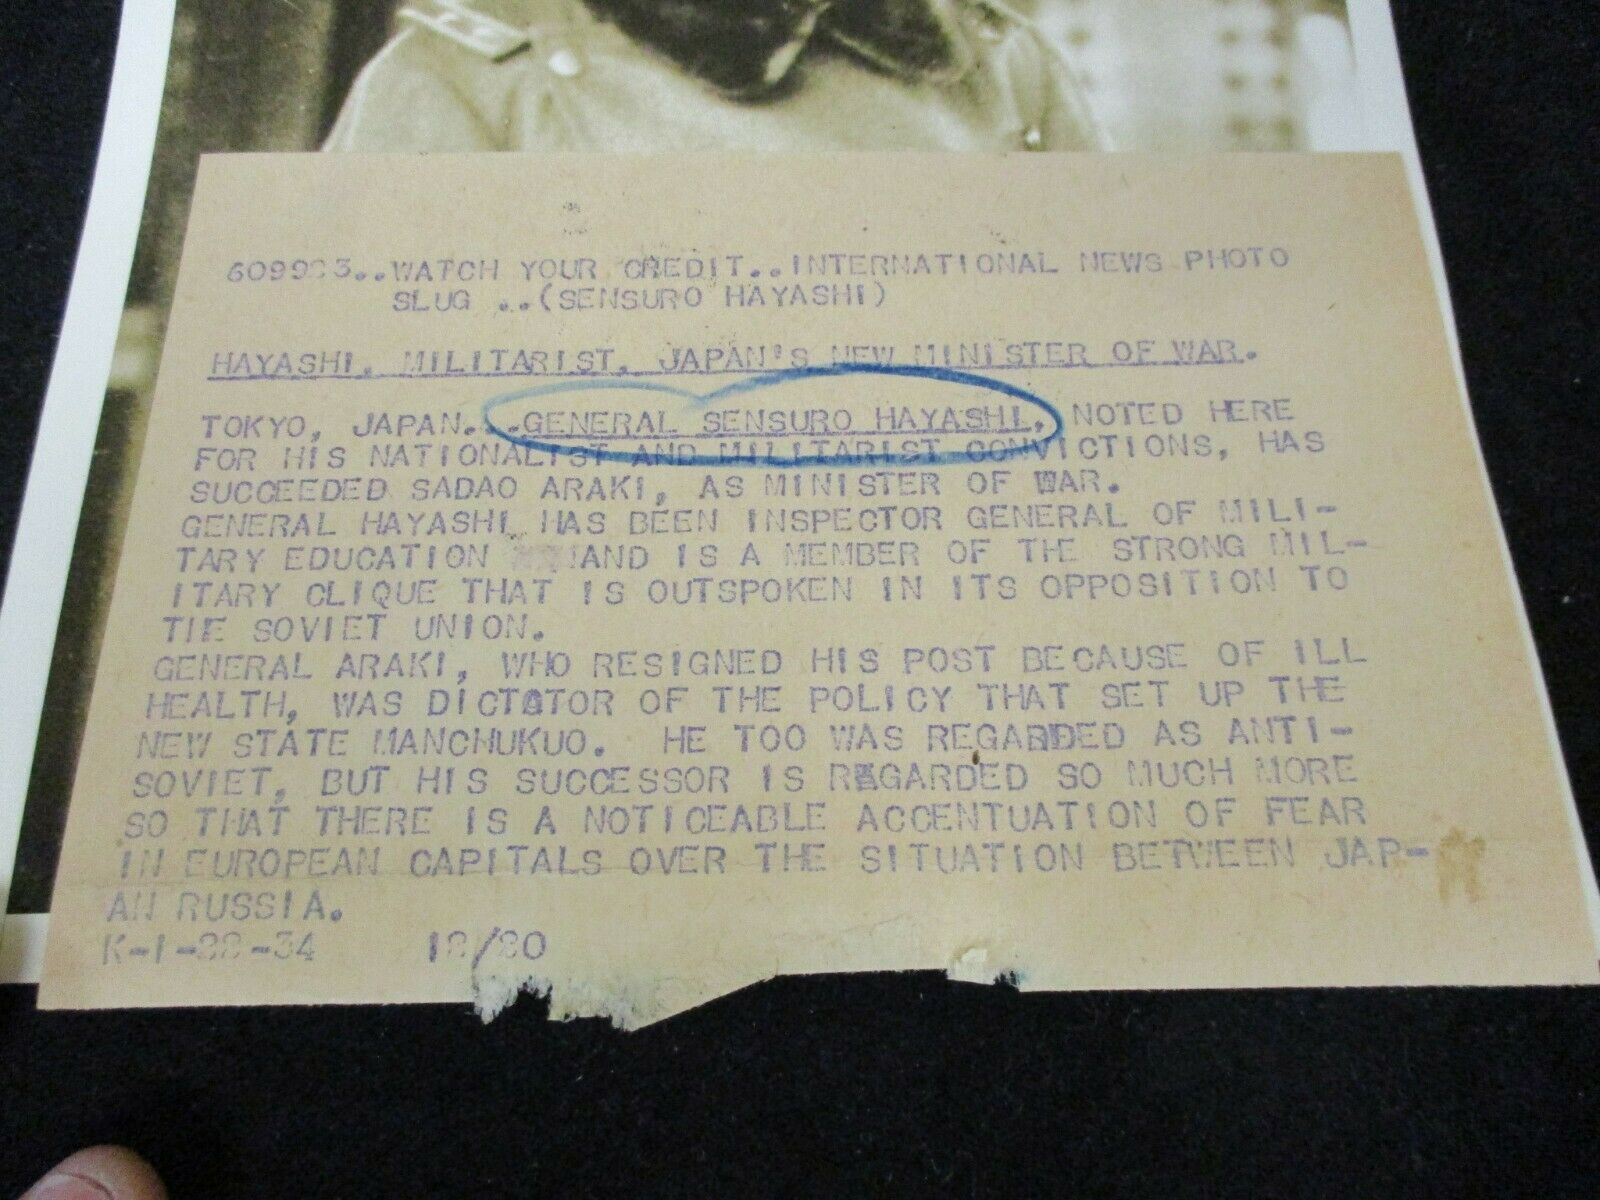 WATCH YOUR CREDIT..INTERNATIONAL NEWS PHOTO
SLUG ..(SENSURO HAYASHI)
HAYASHI, MILITARIST, JAPAN'S NEW MINISTER OF WAR.
TOKYO, JAPAN...GENERAL SENSURO HAYASHI, NOTED HERE
FOR HIS NATIONALIST AND MILITARIST CONVICTIONS, HAS
SUCCEEDED SADAO ARAKI, AS MINISTER OF WAR.
GENERAL HAYASHI HAS BEEN INSPECTOR GENERAL OF MILI-
TARY EDUCATION AND IS A MEMBER OF THE STRONG MIL-
ITARY CLIQUE THAT IS OUTSPOKEN IN ITS OPPOSITION TO
THE SOVIET UNION.
GENERAL ARAKI, WHO RESIGNED HIS POST BECAUSE OF ILL
HEALTH, WAS DICTATOR OF THE POLICY THAT SET UP THE
NEW STATE MANCHUKUO. HE TOO WAS REGARDED AS ANTI-
SOVIET, BUT HIS SUCCESSOR IS REGARDED SO MUCH MORE
SO THAT THERE IS A NOTICEABLE ACCENTUATION OF FEAR
IN EUROPEAN CAPITALS OVER THE SITUATION BETWEEN JAP-
AN RUSSIA.